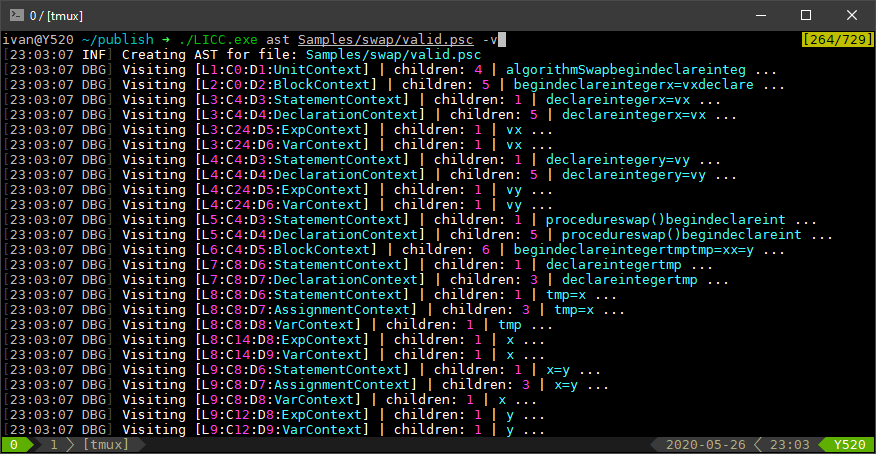 0 / [tmux]
ivan@Y520 ~/publish ➜ ./LICC.exe ast Samples/swap/valid.psc -v [264/729]
[23:03:07 INF] Creating AST for file: Samples/swap/valid.psc
[23:03:07 DBG] Visiting [L1:C0:D1:UnitContext] | children: 4 | algorithmSwapbegindeclareinteg ...
[23:03:07 DBG] Visiting [L2:C0:D2:BlockContext] | children: 5 | begindeclareintegerx=vxdeclare ...
[23:03:07 DBG] Visiting [L3:C4:D3:StatementContext] | children: 1 | declareintegerx=vx ...
[23:03:07 DBG] Visiting [L3:C4:D4:DeclarationContext] | children: 5 | declareintegerx=vx ...
[23:03:07 DBG] Visiting [L3:C24:D5:ExpContext] | children: 1 | vx ...
[23:03:07 DBG] Visiting [L3:C24:D6:VarContext] | children: 1 | vx ...
[23:03:07 DBG] Visiting [L4:C4:D3:StatementContext] | children: 1 | declareintegery=vy ...
[23:03:07 DBG] Visiting [L4:C4:D4:DeclarationContext] | children: 5 | declareintegery=vy ...
[23:03:07 DBG] Visiting [L4:C24:D5:ExpContext] | children: 1 | vy ...
[23:03:07 DBG] Visiting [L4:C24:D6:VarContext] | children: 1 | vy ...
[23:03:07 DBG] Visiting [L5:C4:D3:StatementContext] | children: 1 | procedureswap()begindeclareint ...
[23:03:07 DBG] Visiting [L5:C4:D4:DeclarationContext] | children: 5 | procedureswap()begindeclareint ...
[23:03:07 DBG] Visiting [L6:C4:D5:BlockContext] | children: 6 | begindeclareintegertmptmp=xx=y ...
[23:03:07 DBG] Visiting [L7:C8:D6:StatementContext] | children: 1 | declareintegertmp ...
[23:03:07 DBG] Visiting [L7:C8:D7:DeclarationContext] | children: 3 | declareintegertmp ...
[23:03:07 DBG] Visiting [L8:C8:D6:StatementContext] | children: 1 | tmp=x ...
[23:03:07 DBG] Visiting [L8:C8:D7:AssignmentContext] | children: 3 | tmp=x ...
[23:03:07 DBG] Visiting [L8:C8:D8:VarContext] | children: 1 | tmp ...
[23:03:07 DBG] Visiting [L8:C14:D8:ExpContext] | children: 1 | x ...
[23:03:07 DBG] Visiting [L8:C14:D9:VarContext] | children: 1 | x ...
[23:03:07 DBG] Visiting [L9:C8:D6:StatementContext] | children: 1 | x=y ...
[23:03:07 DBG] Visiting [L9:C8:D7:AssignmentContext] | children: 3 | x=y ...
[23:03:07 DBG] Visiting [L9:C8:D8:VarContext] | children: 1 | x ...
[23:03:07 DBG] Visiting [L9:C12:D8:ExpContext] | children: 1 | y ...
[23:03:07 DBG] Visiting [L9:C12:D9:VarContext] | children: 1 | y ...
0 1 [tmux] 2020-05-26 23:03 Y520